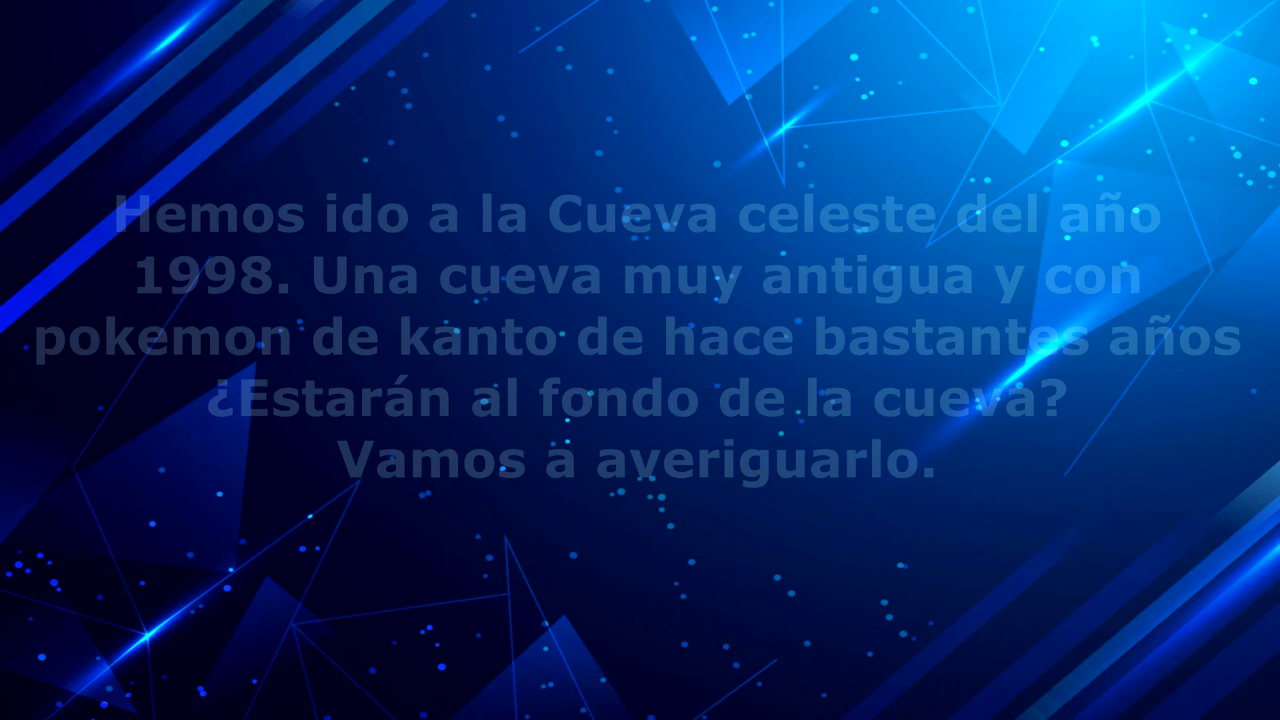 Hemos ido a la Cueva celeste del año
1998. Una cueva muy antigua y con
pokemon de kanto de hace bastantes años
¿Estarán al fondo de la cueva?
Vamos a averiguarlo.